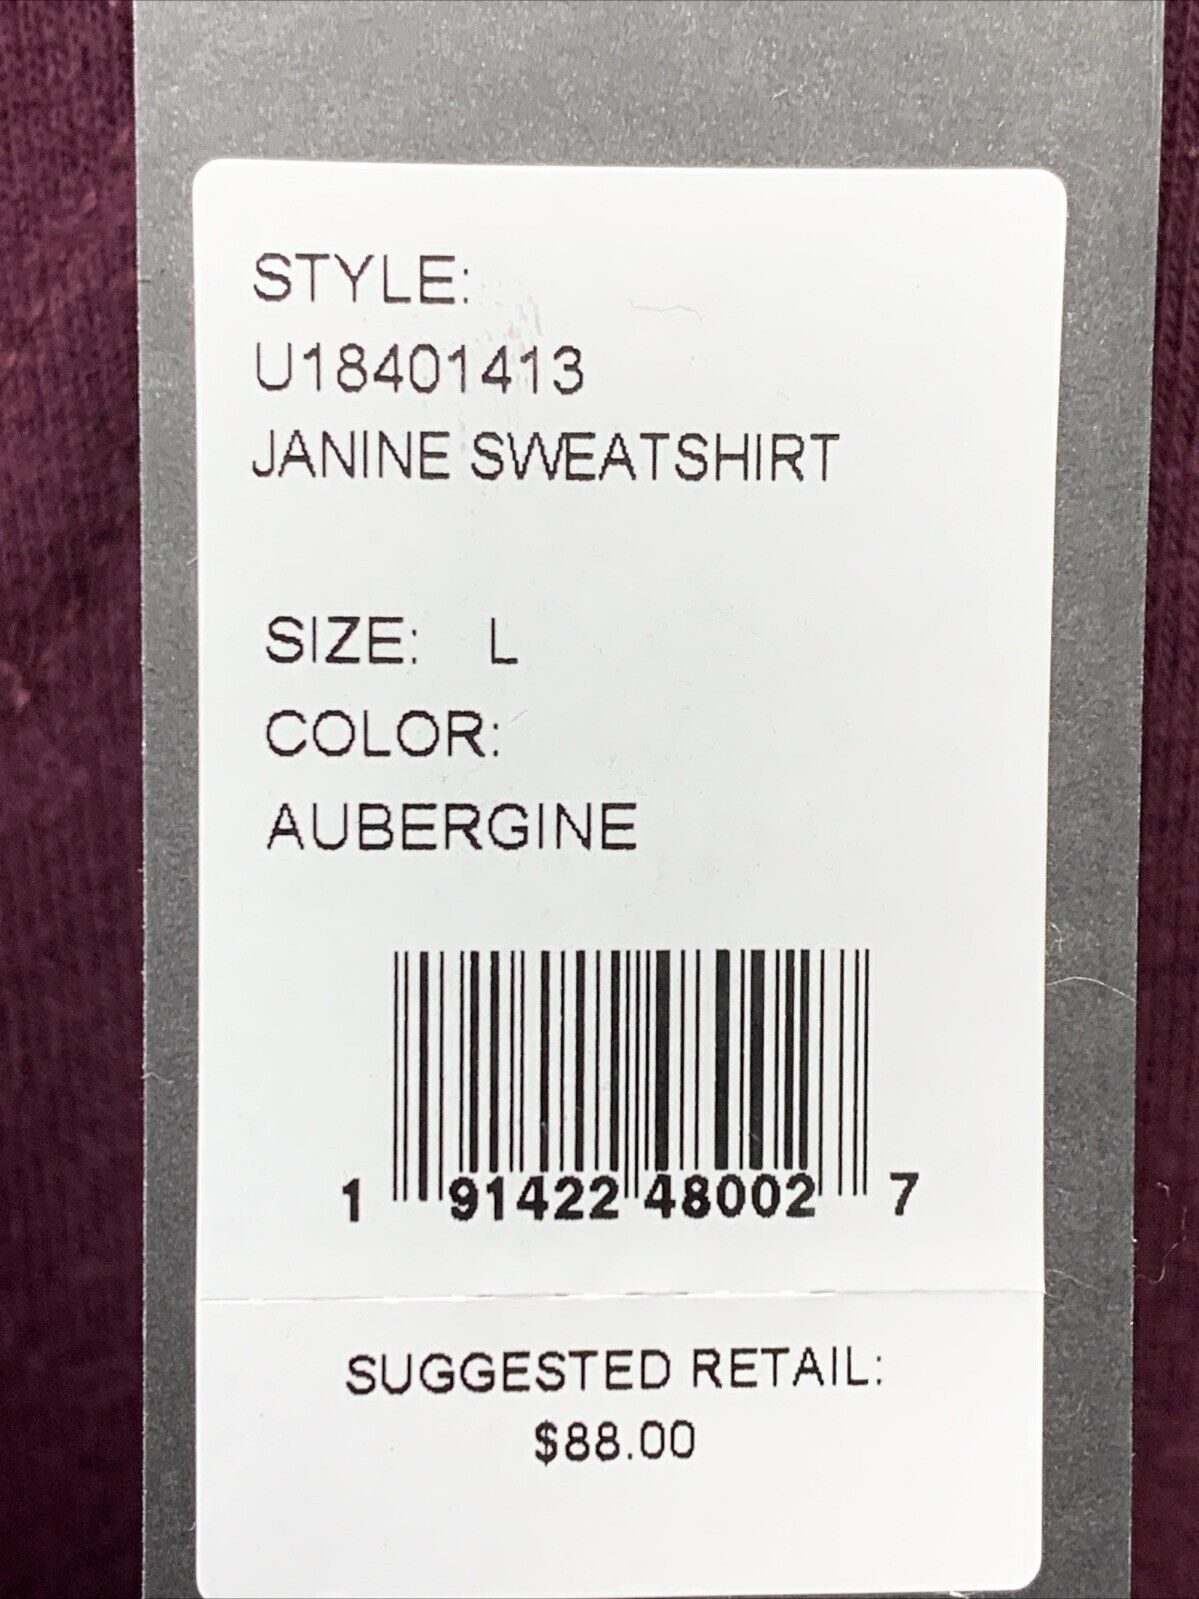 STYLE:
U18401413
JANINE SWEATSHIRT
SIZE: L
COLOR:
AUBERGINE
1 91422 48002 7
SUGGESTED RETAIL:
$88.00